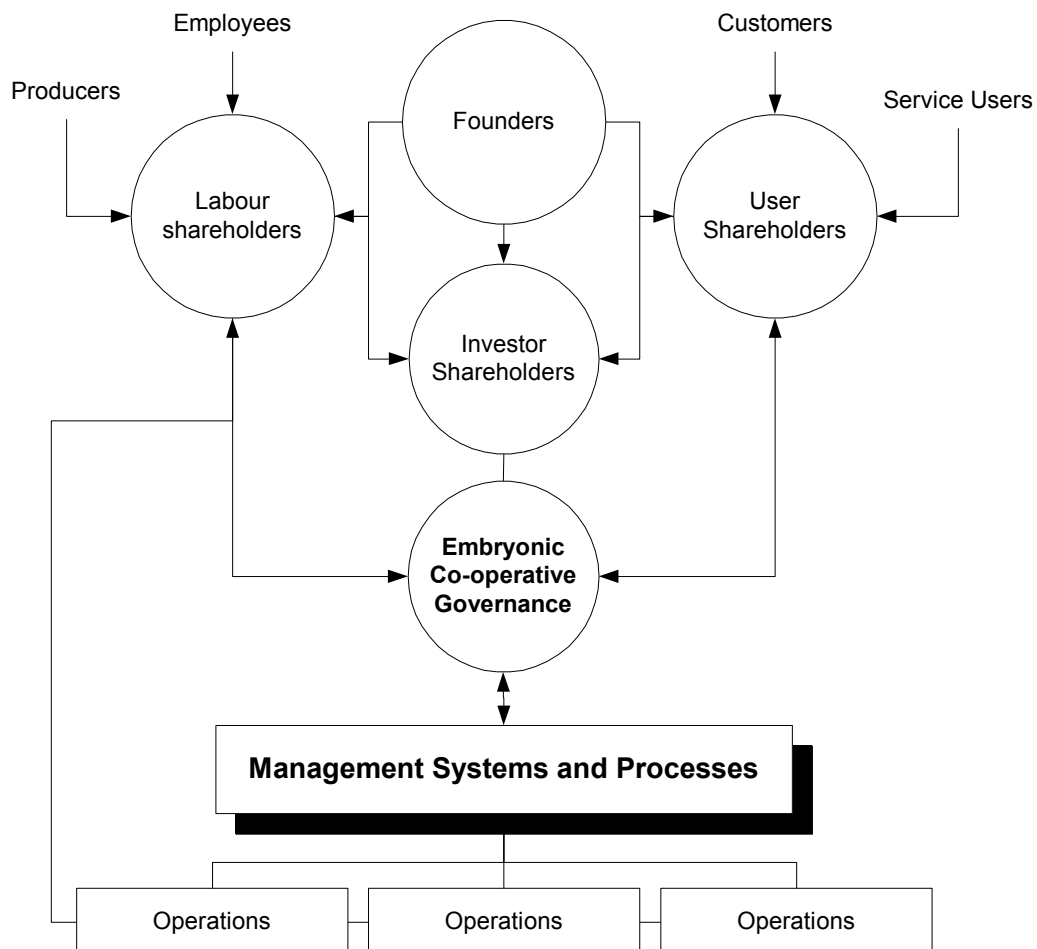 Employees
Customers
Producers
Service Users
Founders
Labour
shareholders
User
Shareholders
Investor
Shareholders
Embryonic
Co-operative
Governance
Management Systems and Processes
Operations
Operations
Operations